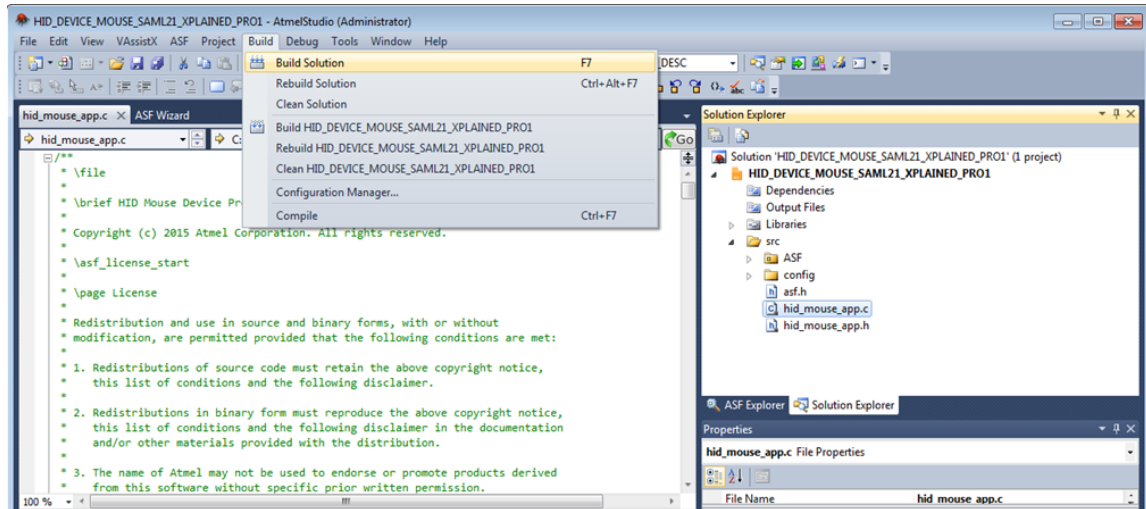 HID_DEVICE_MOUSE_SAML21_XPLAINED_PRO1 - AtmelStudio (Administrator)
File Edit View VAssistX ASF Project Build Debug Tools Window Help
Build Solution F7
Rebuild Solution Ctrl+Alt+F7
Clean Solution
Build HID_DEVICE_MOUSE_SAML21_XPLAINED_PRO1
Rebuild HID_DEVICE_MOUSE_SAML21_XPLAINED_PRO1
Clean HID_DEVICE_MOUSE_SAML21_XPLAINED_PRO1
Configuration Manager...
Compile Ctrl+F7
_DESC
hid_mouse_app.c ASF Wizard
hid_mouse_app.c C: Go
/**
* \file
*
* \brief HID Mouse Device Pr
*
* Copyright (c) 2015 Atmel Corporation. All rights reserved.
*
* \asf_license_start
*
* \page License
*
* Redistribution and use in source and binary forms, with or without
* modification, are permitted provided that the following conditions are met:
*
* 1. Redistributions of source code must retain the above copyright notice,
* this list of conditions and the following disclaimer.
*
* 2. Redistributions in binary form must reproduce the above copyright notice,
* this list of conditions and the following disclaimer in the documentation
* and/or other materials provided with the distribution.
*
* 3. The name of Atmel may not be used to endorse or promote products derived
* from this software without specific prior written permission.
100 %
Solution Explorer
Solution 'HID_DEVICE_MOUSE_SAML21_XPLAINED_PRO1' (1 project)
HID_DEVICE_MOUSE_SAML21_XPLAINED_PRO1
Dependencies
Output Files
Libraries
src
ASF
config
asf.h
hid_mouse_app.c
hid_mouse_app.h
ASF Explorer Solution Explorer
Properties
hid_mouse_app.c File Properties
File Name hid_mouse_app.c